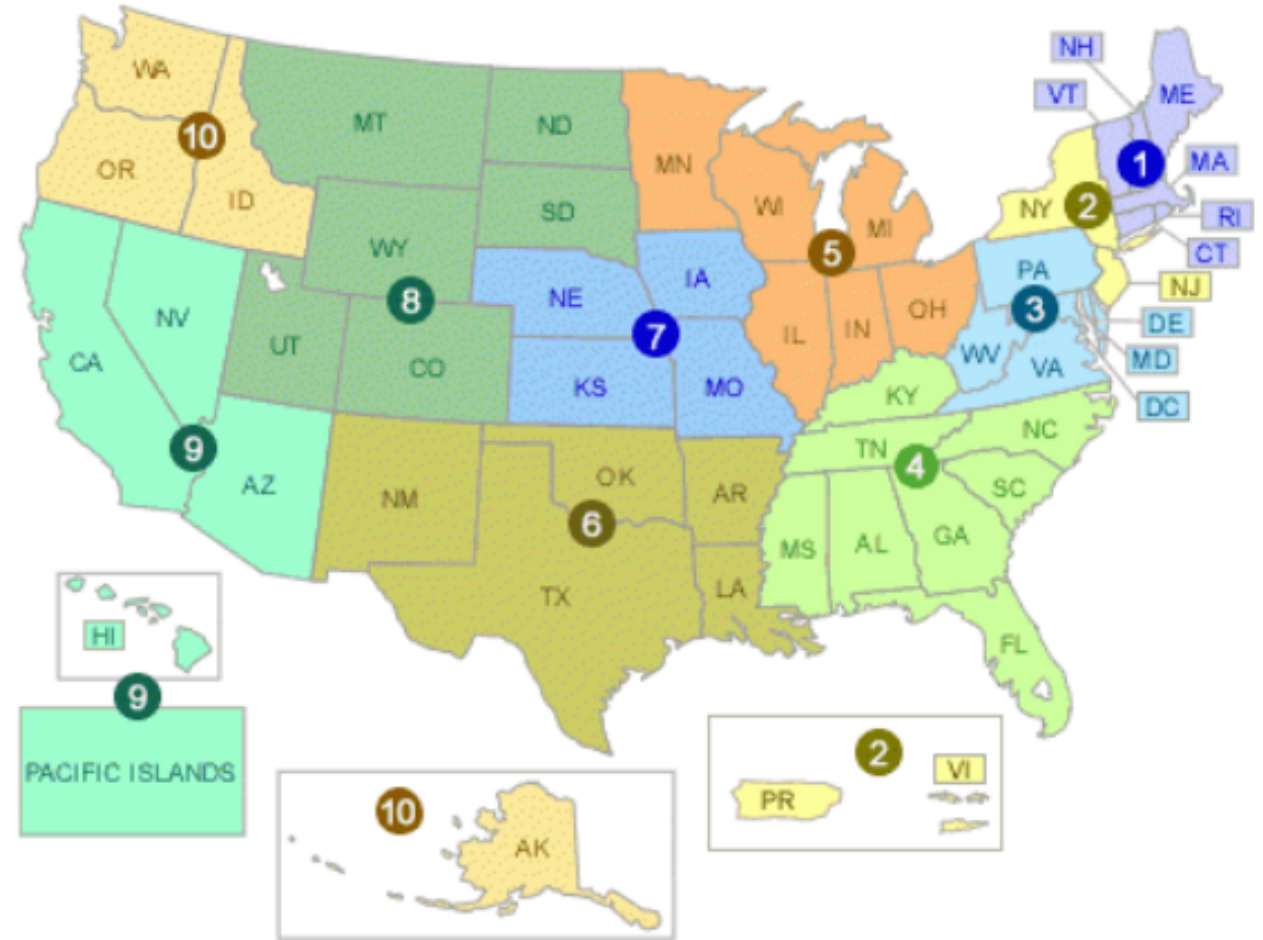 NH
ME
VT
WA
MT
ND
MN
10
1
MA
OR
ID
SD
WI
MI
NY
2
RI
WY
5
CT
PA
IA
NE
8
7
3
NJ
NV
UT
CO
IL
IN
OH
DE
CA
KS
MO
WV
VA
MD
KY
DC
9
TN
NC
4
AZ
NM
OK
AR
SC
6
MS
AL
GA
TX
LA
HI
FL
9
PACIFIC ISLANDS
2
VI
PR
10
AK